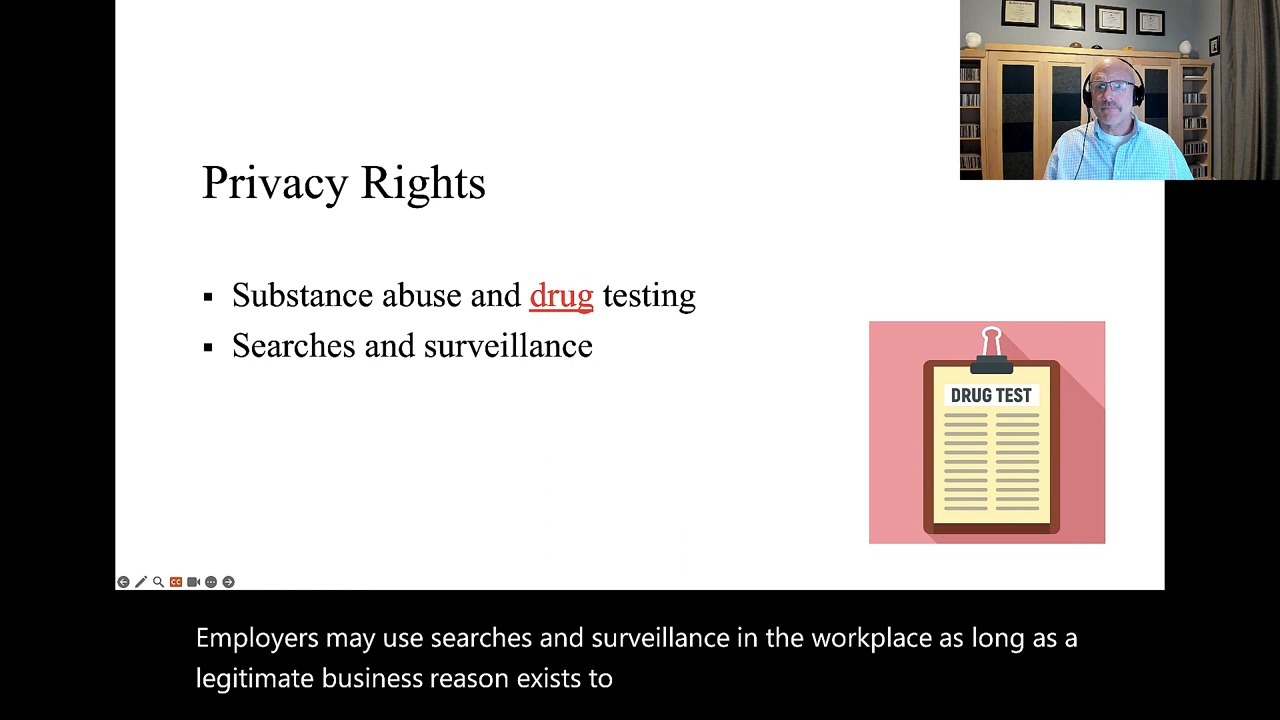 Privacy Rights
▪ Substance abuse and drug testing
▪ Searches and surveillance
DRUG TEST
CC
Employers may use searches and surveillance in the workplace as long as a
legitimate business reason exists to